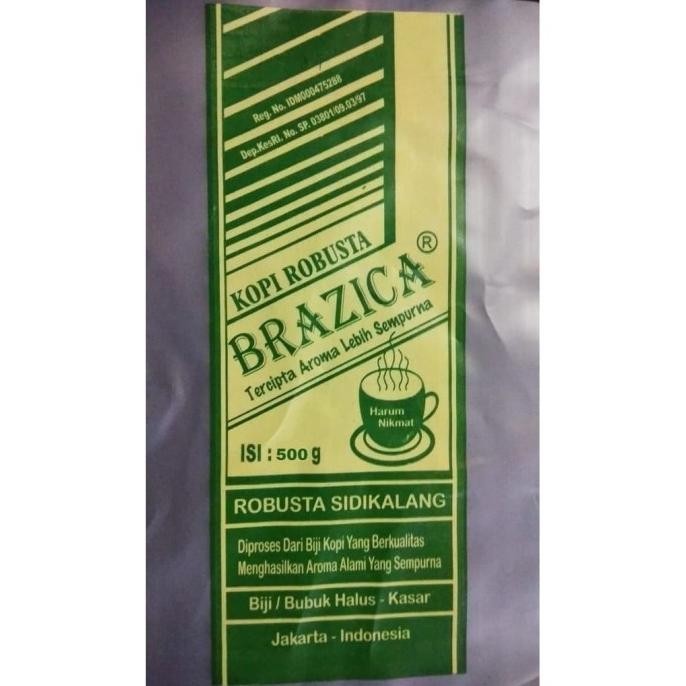 Reg. No. IDM000475288
Dep.KesRI. No. SP. 03801/09.03/97
KOPI ROBUSTA
BRAZICA ®
Tercipta Aroma Lebih Sempurna
Harum
Nikmat
ISI : 500 g
ROBUSTA SIDIKALANG
Diproses Dari Biji Kopi Yang Berkualitas
Menghasilkan Aroma Alami Yang Sempurna
Biji / Bubuk Halus - Kasar
Jakarta - Indonesia